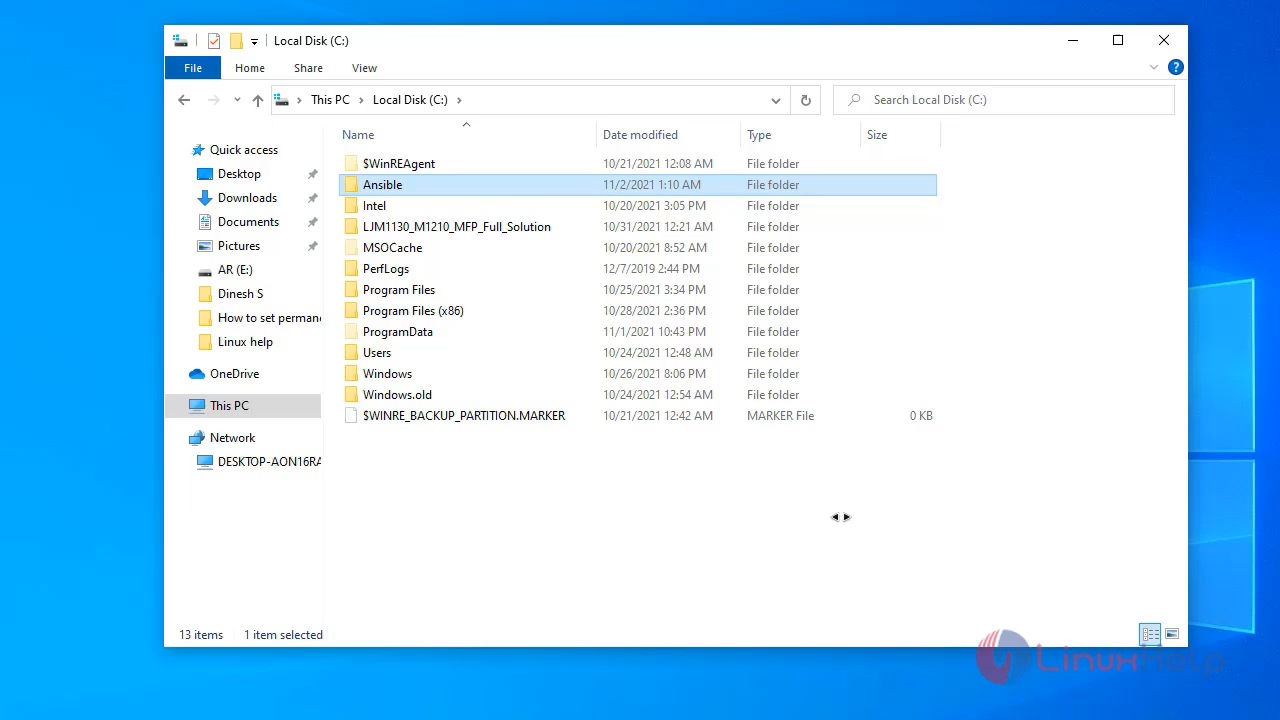 Local Disk (C:)
File Home Share View
This PC Local Disk (C:) Search Local Disk (C:)
Name Date modified Type Size
Quick access
Desktop
Downloads
Documents
Pictures
AR (E:)
Dinesh S
How to set perman
Linux help
OneDrive
This PC
Network
DESKTOP-AON16RA
$WinREAgent 10/21/2021 12:08 AM File folder
Ansible 11/2/2021 1:10 AM File folder
Intel 10/20/2021 3:05 PM File folder
LJM1130_M1210_MFP_Full_Solution 10/31/2021 12:21 AM File folder
MSOCache 10/20/2021 8:52 AM File folder
PerfLogs 12/7/2019 2:44 PM File folder
Program Files 10/25/2021 3:34 PM File folder
Program Files (x86) 10/28/2021 2:36 PM File folder
ProgramData 11/1/2021 10:43 PM File folder
Users 10/24/2021 12:48 AM File folder
Windows 10/26/2021 8:06 PM File folder
Windows.old 10/24/2021 12:54 AM File folder
$WINRE_BACKUP_PARTITION.MARKER 10/21/2021 12:42 AM MARKER File 0 KB
13 items 1 item selected
LinuxHelp